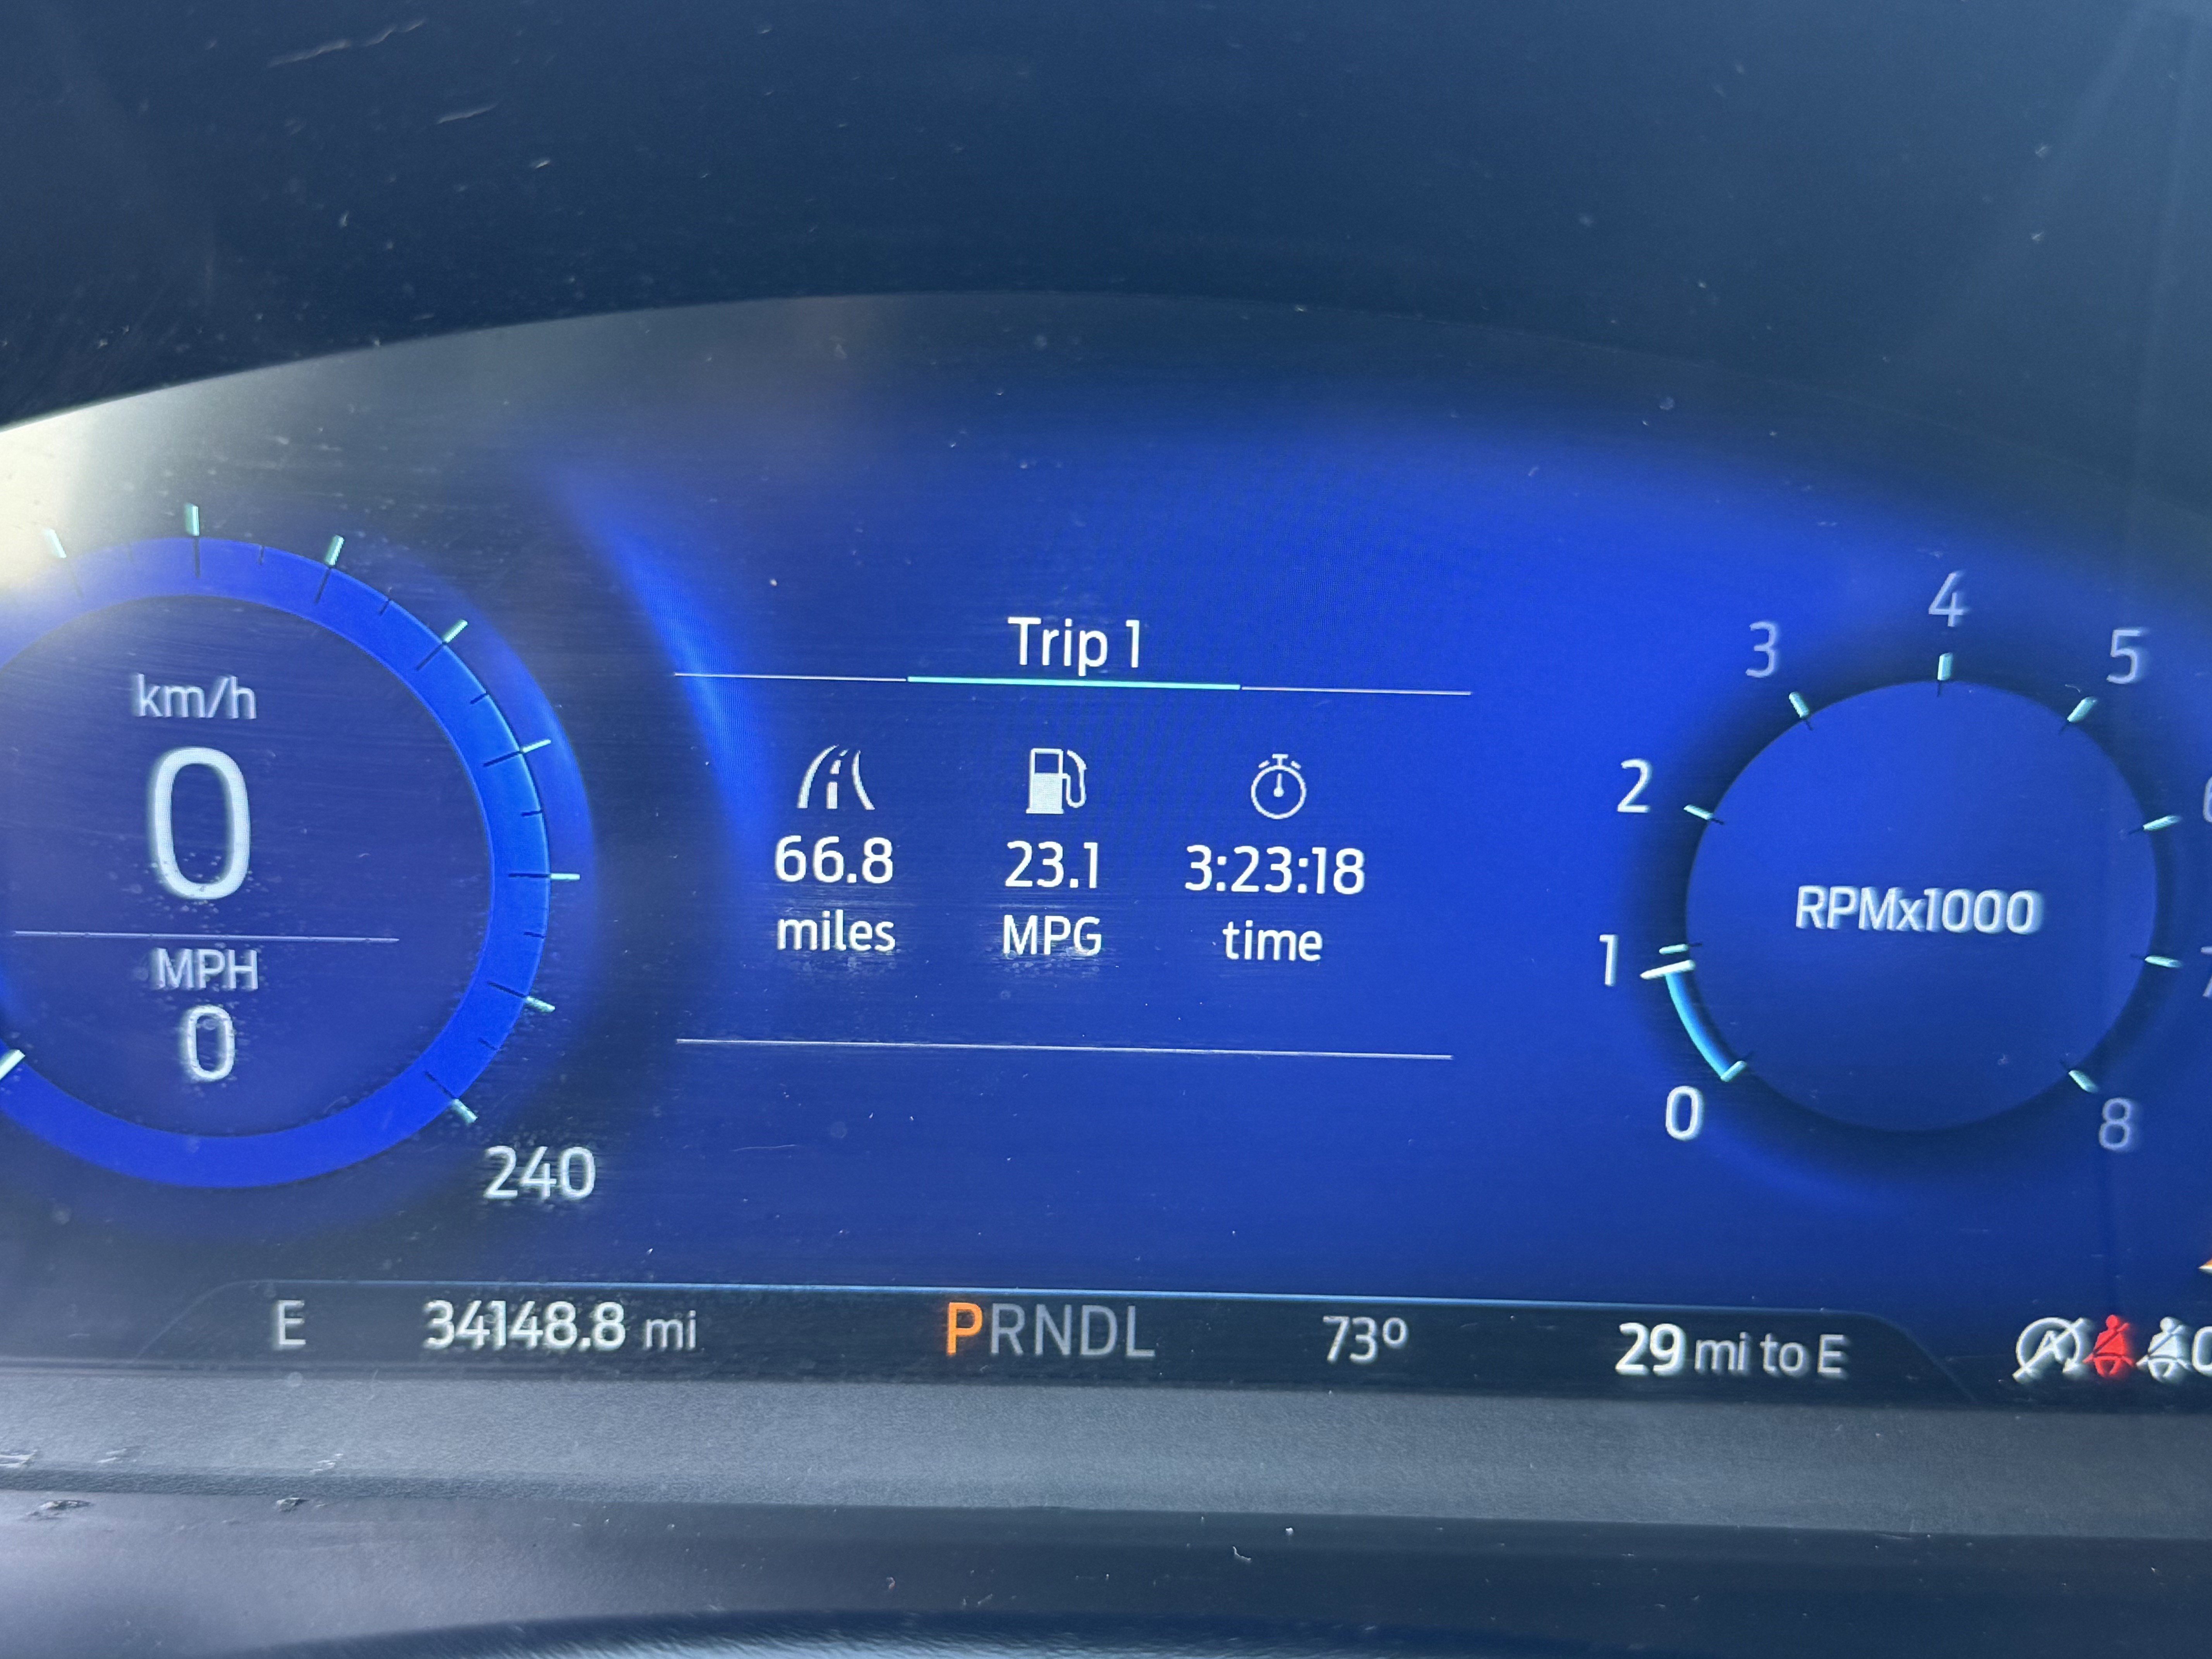 Trip 1
66.8 23.1 3:23:18
miles MPG time
km/h
0
MPH
0
240
4
3 5
2
1
0
8
RPMx1000
E 34148.8 mi PRNDL 73º 29 mi to E